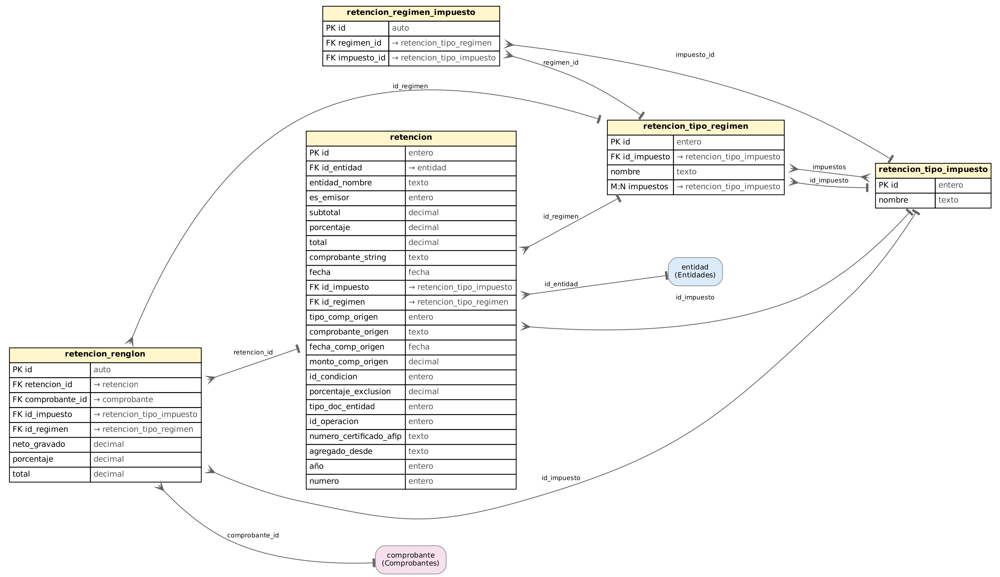 retencion_regimen_impuesto
PK id auto
FK regimen_id → retencion_tipo_regimen
FK impuesto_id → retencion_tipo_impuesto
impuesto_id
regimen_id
id_regimen
retencion_tipo_regimen
PK id entero
FK id_impuesto → retencion_tipo_impuesto
nombre texto
M:N impuestos → retencion_tipo_impuesto
impuestos
id_impuesto
retencion_tipo_impuesto
PK id entero
nombre texto
retencion
PK id entero
FK id_entidad → entidad
entidad_nombre texto
es_emisor entero
subtotal decimal
porcentaje decimal
total decimal
comprobante_string texto
fecha fecha
FK id_impuesto → retencion_tipo_impuesto
FK id_regimen → retencion_tipo_regimen
tipo_comp_origen entero
comprobante_origen texto
fecha_comp_origen fecha
monto_comp_origen decimal
id_condicion entero
porcentaje_exclusion decimal
tipo_doc_entidad entero
id_operacion entero
numero_certificado_afip texto
agregado_desde texto
año entero
numero entero
id_regimen
id_entidad
entidad
(Entidades)
id_impuesto
retencion_id
retencion_renglon
PK id auto
FK retencion_id → retencion
FK comprobante_id → comprobante
FK id_impuesto → retencion_tipo_impuesto
FK id_regimen → retencion_tipo_regimen
neto_gravado decimal
porcentaje decimal
total decimal
id_impuesto
comprobante_id
comprobante
(Comprobantes)